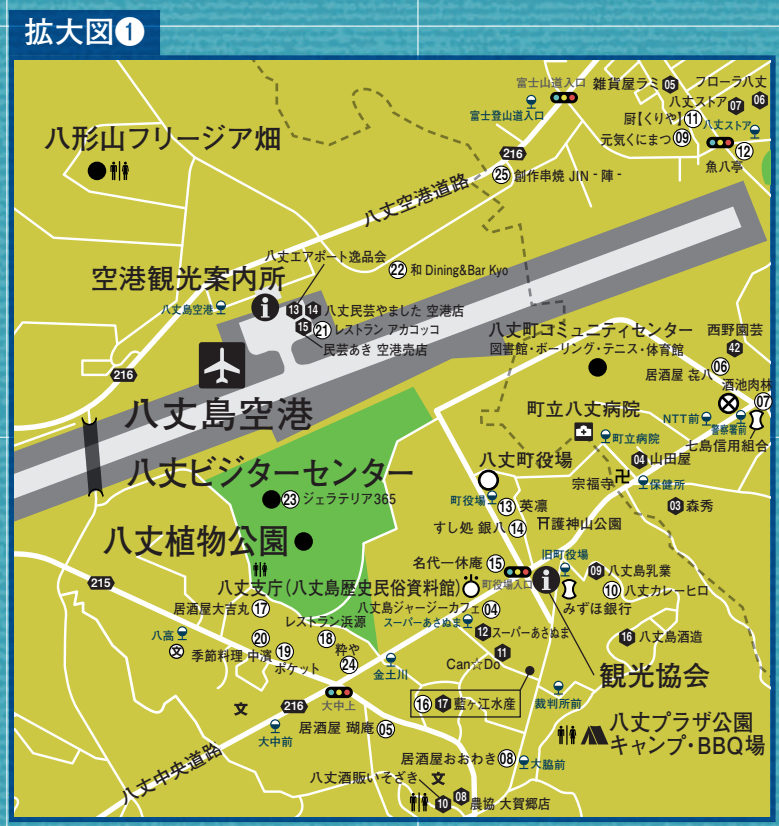 拡大図❶
富士山道入口
雑貨屋ラミ 05
フローラ八丈
06
八丈ストア 07
富士登山道入口
厨【くりや】11
八丈ストア
元気くにまつ 09
12
魚八亭
八形山フリージア畑
216
25 創作串焼 JIN - 陣 -
八丈空港道路
八丈エアポート逸品会
22 和 Dining&Bar Kyo
空港観光案内所
八丈島空港
i
13 14 八丈民芸やました 空港店
15 21 レストラン アカコッコ
民芸あき 空港売店
八丈町コミュニティセンター
図書館・ボーリング・テニス・体育館
西野園芸
42
居酒屋 㐂八 06
216
酒池肉林
07
八丈島空港
町立八丈病院
NTT前
警察署前
七島信用組合
町立病院
八丈ビジターセンター
八丈町役場
04 山田屋
宗福寺
卍
保健所
23 ジェラテリア365
町役場
13 英凛
03 森秀
すし処 銀八 14
護神山公園
八丈植物公園
名代一休庵 15
旧町役場
215
町役場入口
i
09 八丈島乳業
八丈支庁(八丈島歴史民俗資料館)
10 八丈カレーヒロ
居酒屋大吉丸 17
八丈島ジャージーカフェ 04
みずほ銀行
レストラン浜源
スーパーあさぬま
八高
20
18
12 スーパーあさぬま
16 八丈島酒造
文
季節料理 中濱 19
粋や
11
ポケット
24
金土川
Can☆Do
観光協会
216
大中上
16 17 藍ヶ江水産
裁判所前
文
大中前
居酒屋 瑚庵 05
八丈プラザ公園
キャンプ・BBQ場
八丈中央道路
居酒屋おおわき 08
大脇前
八丈酒販いそざき
文
10
08 農協 大賀郷店